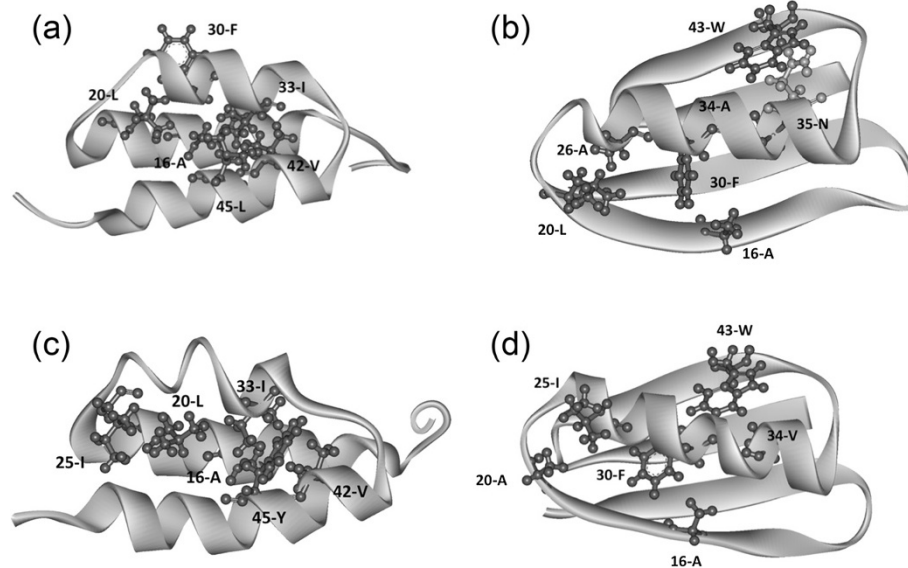 (a)
30-F
20-L
33-I
16-A
42-V
45-L
(b)
43-W
34-A
35-N
26-A
30-F
20-L
16-A
(c)
33-I
20-L
25-I
16-A
42-V
45-Y
(d)
43-W
25-I
34-V
20-A
30-F
16-A